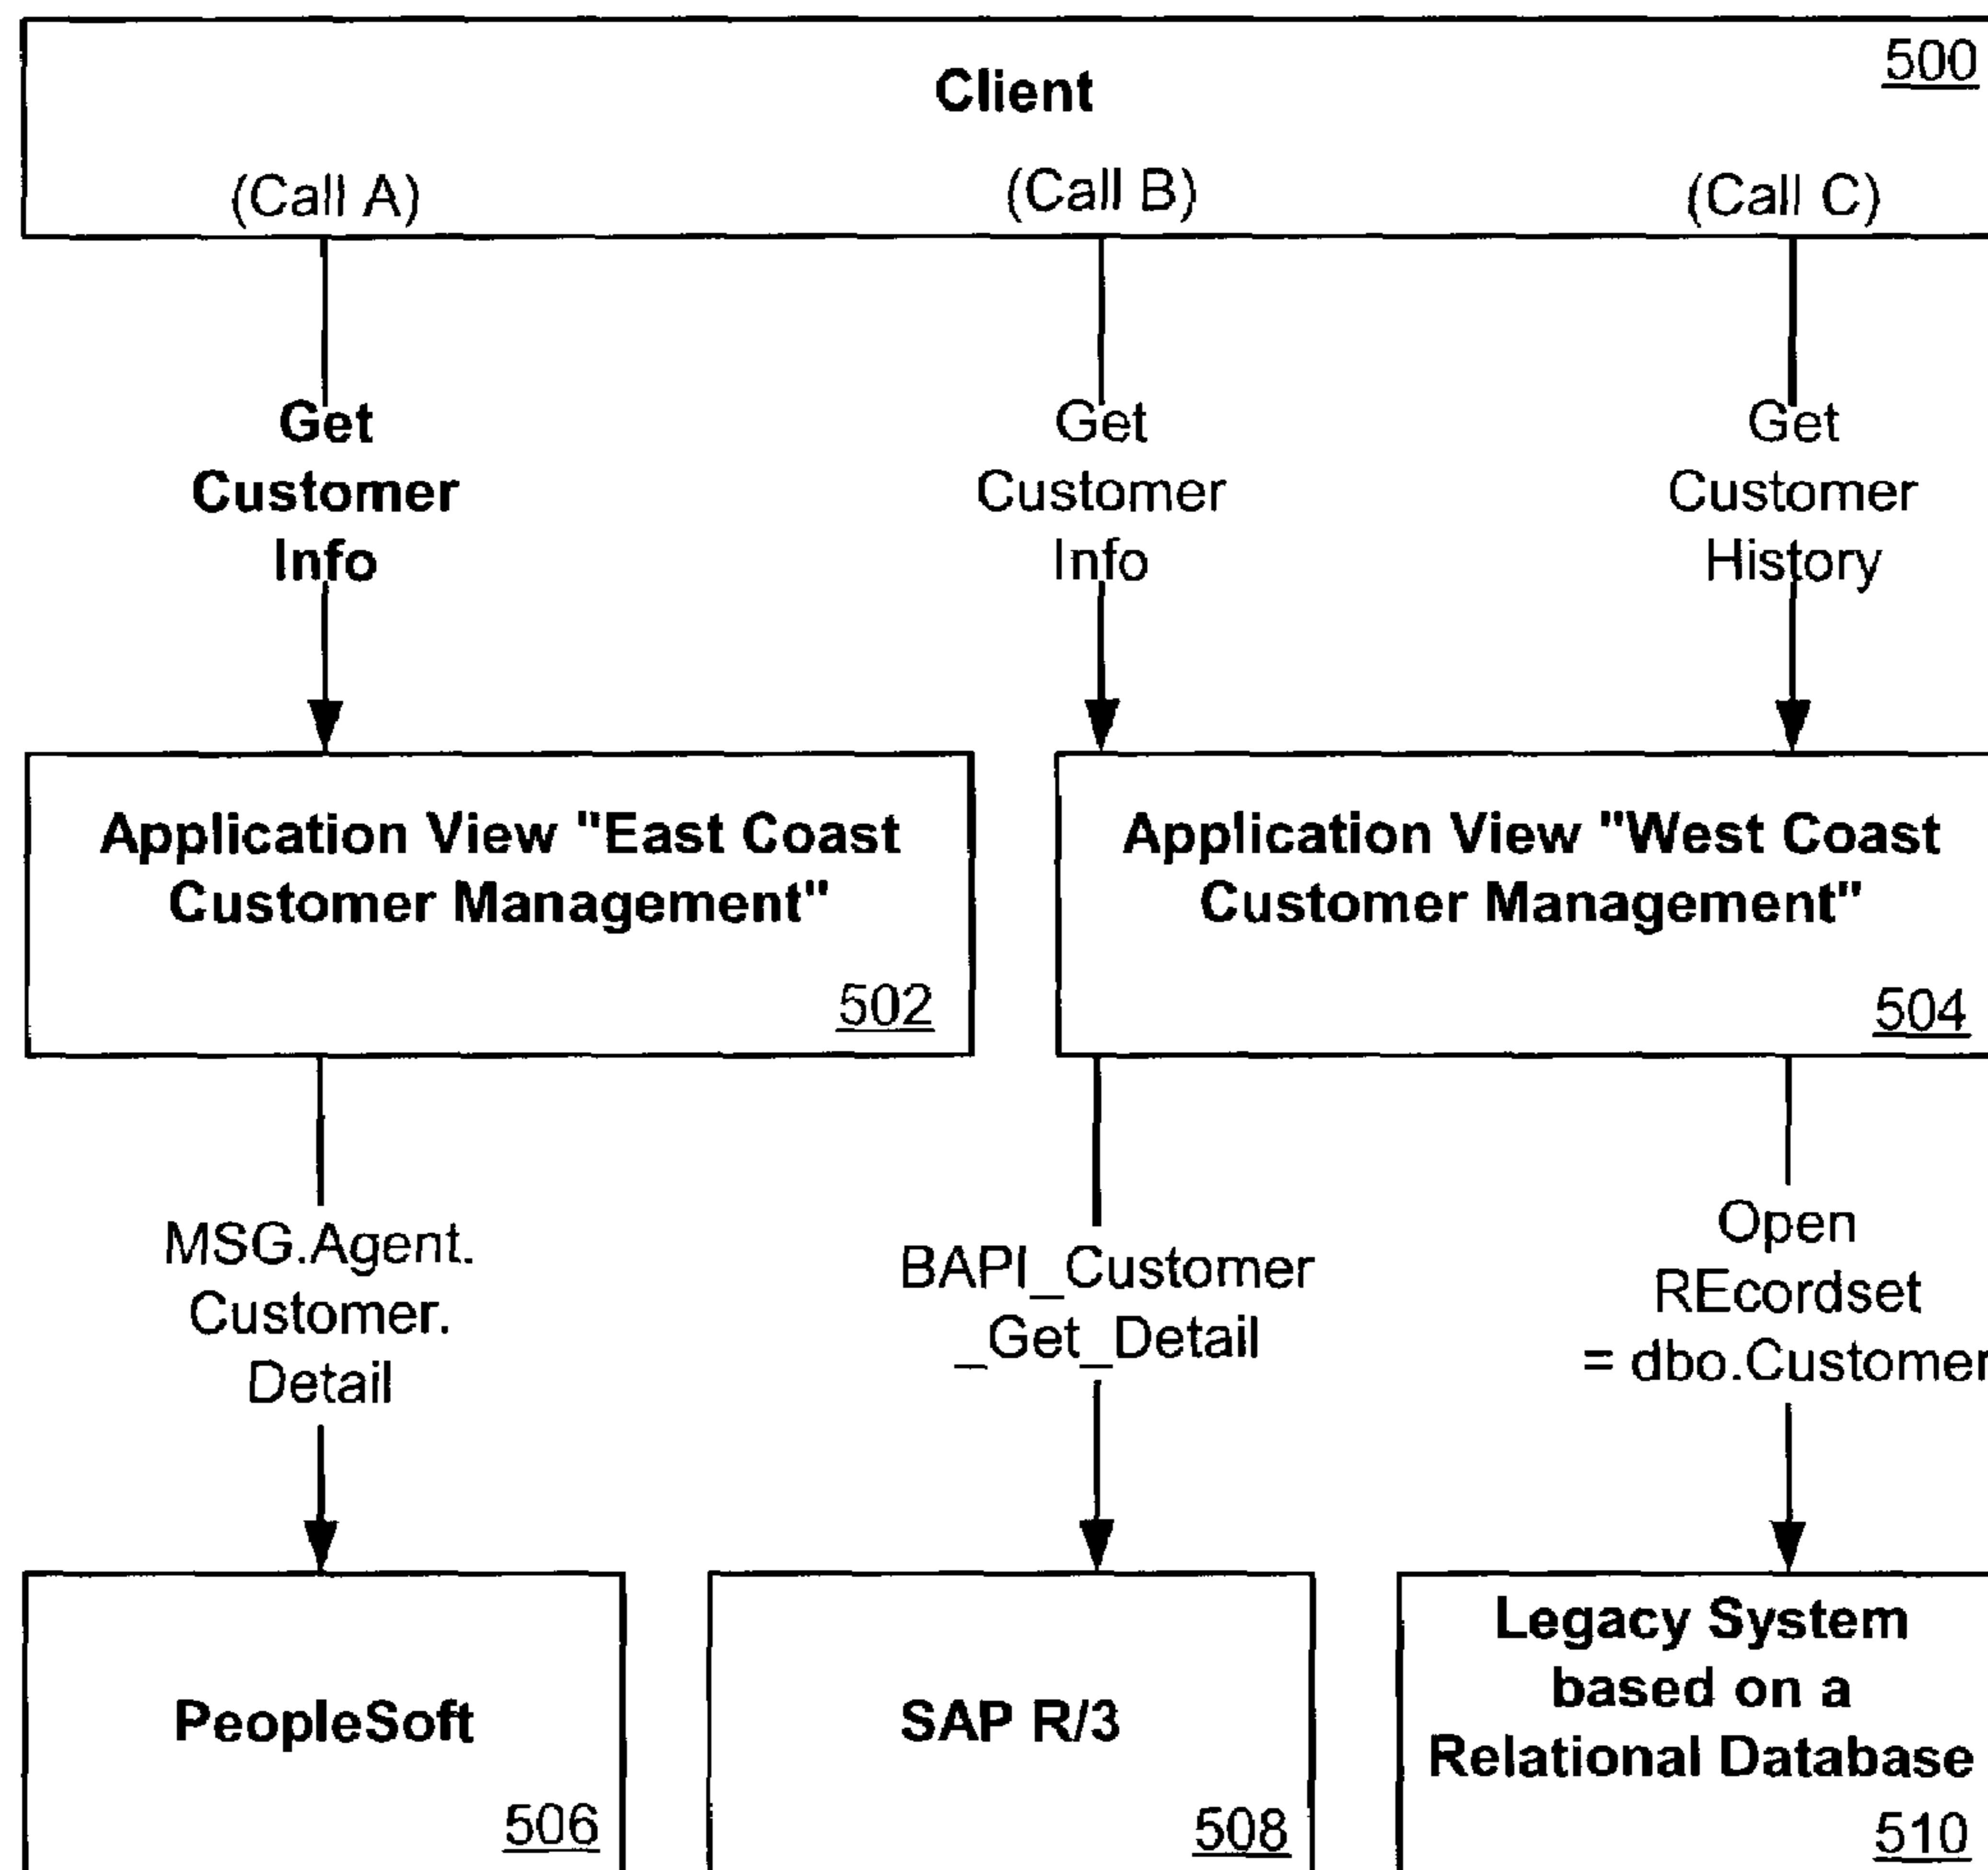 500
Client
(Call A)
(Call B)
(Call C)
Get
Customer
Info
Get
Customer
Info
Get
Customer
History
Application View "East Coast
Customer Management"
502
Application View "West Coast
Customer Management"
504
MSG.Agent.
Customer.
Detail
BAPI_Customer
_Get_Detail
Open
REcordset
= dbo.Customer
PeopleSoft
506
SAP R/3
508
Legacy System
based on a
Relational Database
510